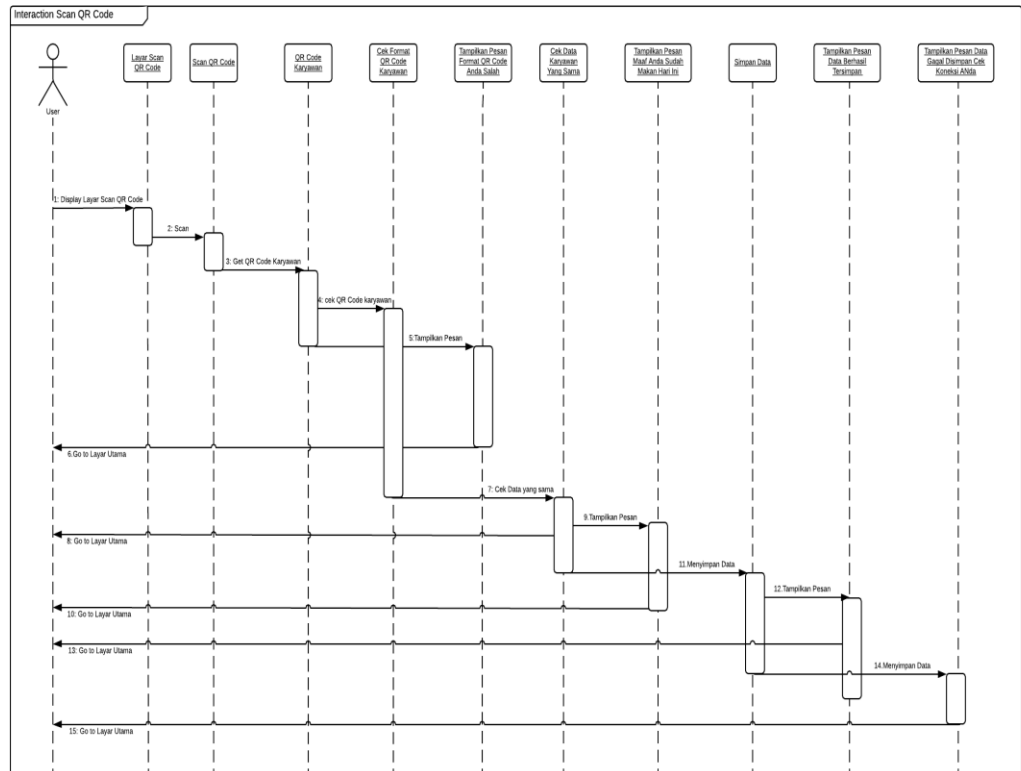 Interaction Scan QR Code
Layar Scan
QR Code
Scan QR Code
QR Code
Karyawan
Cek Format
QR Code
Karyawan
Tampilkan Pesan
Format QR Code
Anda Salah
Cek Data
Karyawan
Yang Sama
Tampilkan Pesan
Maaf Anda Sudah
Makan Hari Ini
Simpan Data
Tampilkan Pesan
Data Berhasil
Tersimpan
Tampilkan Pesan Data
Gagal Disimpan Cek
Koneksi ANda
User
1: Display Layar Scan QR Code
2: Scan
3: Get QR Code Karyawan
4: cek QR Code karyawan
5:Tampilkan Pesan
6.Go to Layar Utama
7: Cek Data yang sama
9.Tampilkan Pesan
8: Go to Layar Utama
11.Menyimpan Data
12.Tampilkan Pesan
10: Go to Layar Utama
13: Go to Layar Utama
14.Menyimpan Data
15: Go to Layar Utama